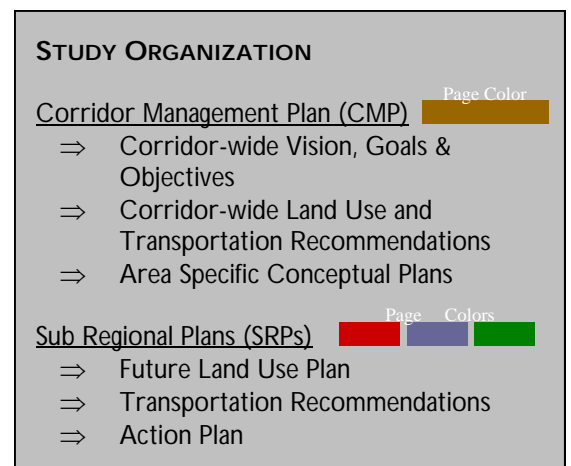 STUDY ORGANIZATION
Page Color
Corridor Management Plan (CMP)
⇒ Corridor-wide Vision, Goals &
Objectives
⇒ Corridor-wide Land Use and
Transportation Recommendations
⇒ Area Specific Conceptual Plans
Page Colors
Sub Regional Plans (SRPs)
⇒ Future Land Use Plan
⇒ Transportation Recommendations
⇒ Action Plan